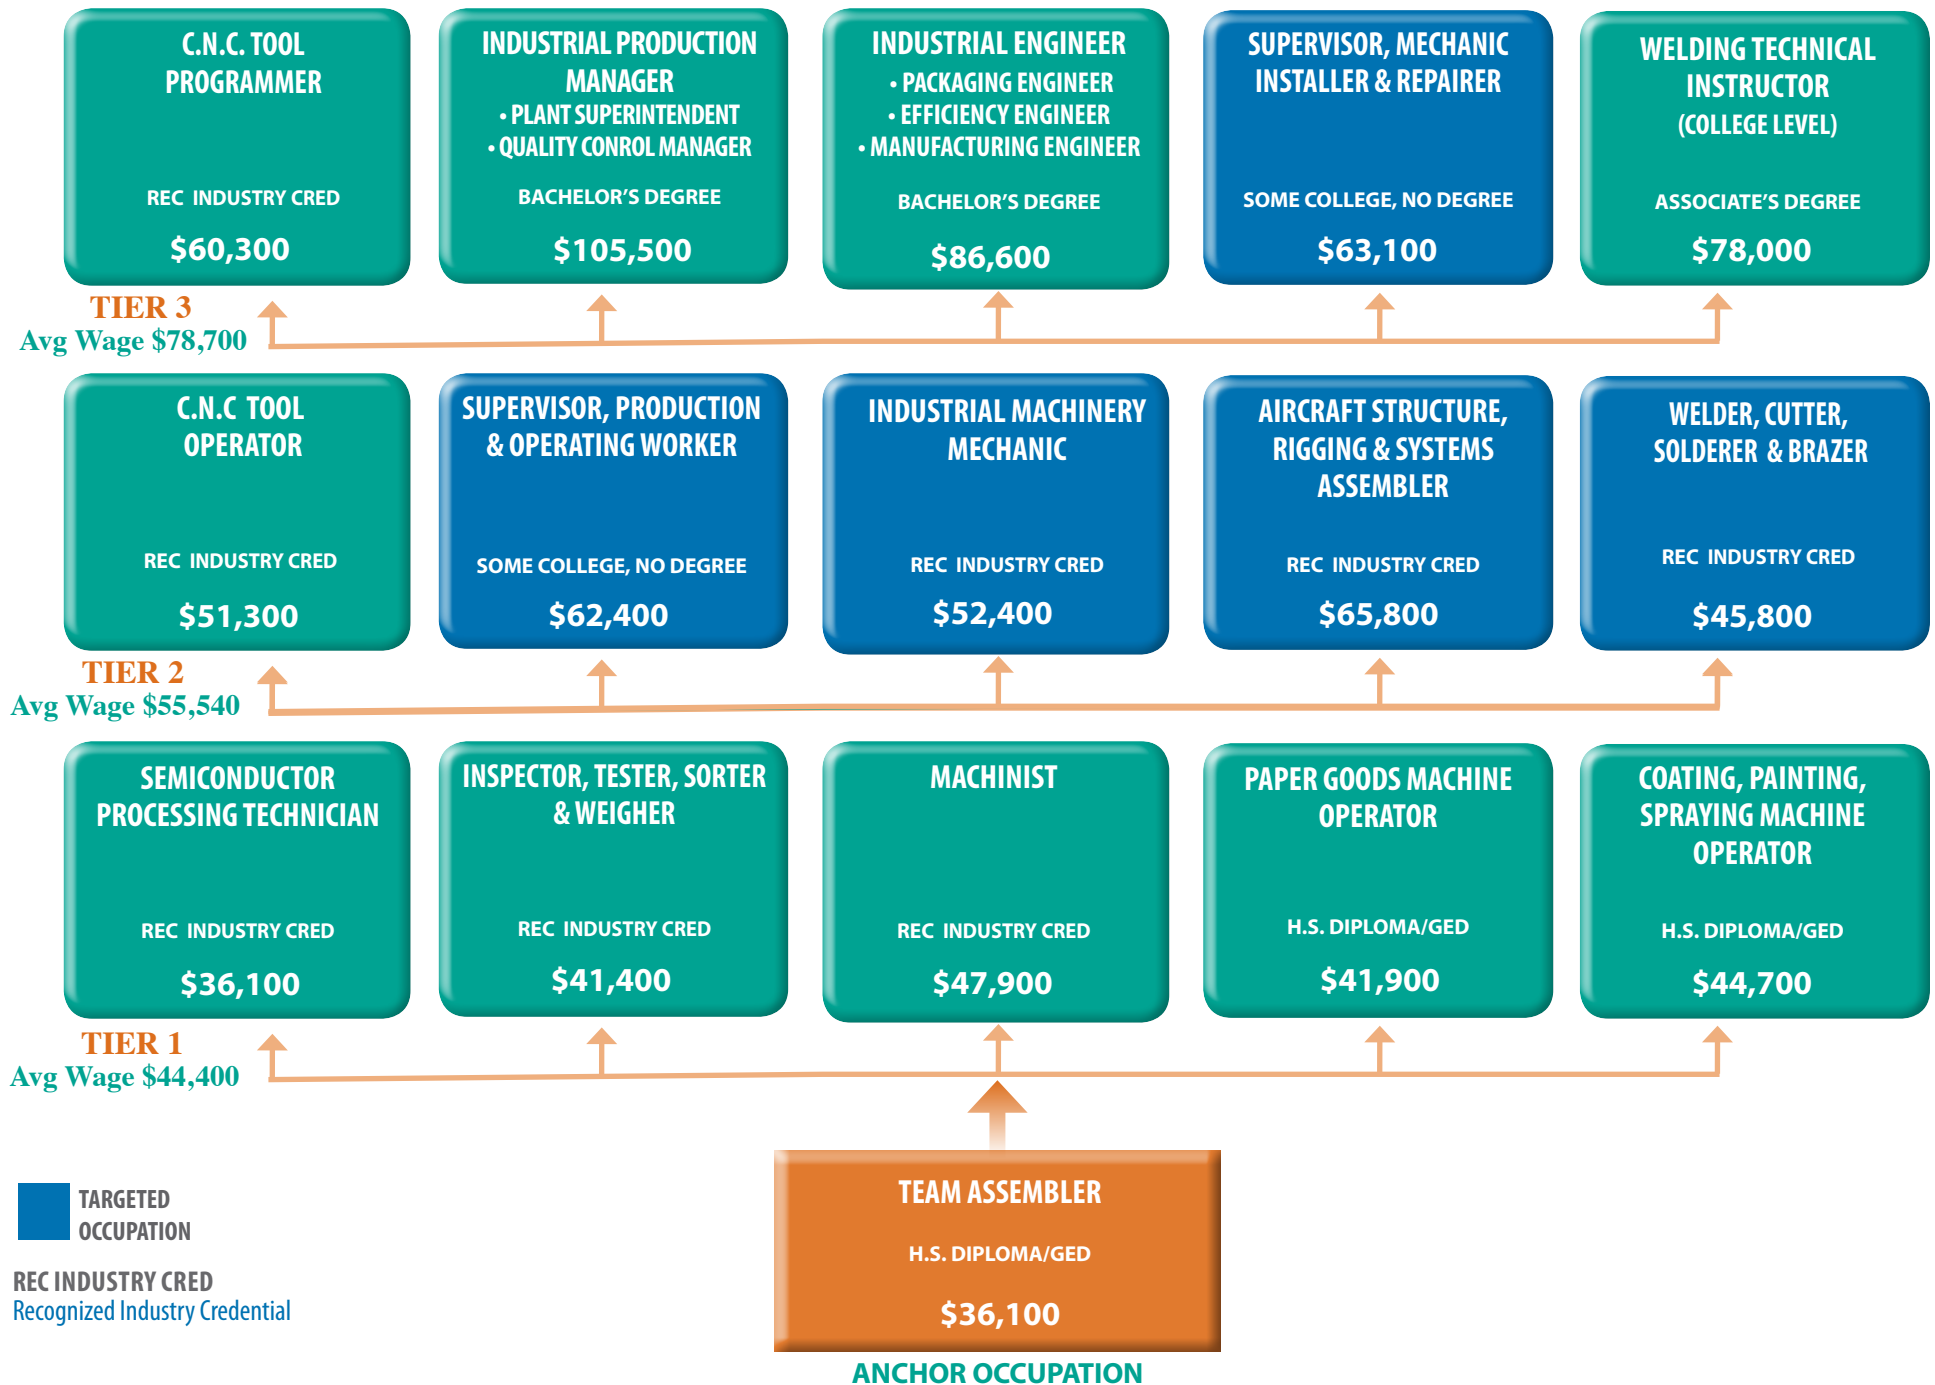 C.N.C. TOOL
PROGRAMMER
REC INDUSTRY CRED
$60,300
INDUSTRIAL PRODUCTION
MANAGER
• PLANT SUPERINTENDENT
• QUALITY CONROL MANAGER
BACHELOR'S DEGREE
$105,500
INDUSTRIAL ENGINEER
• PACKAGING ENGINEER
• EFFICIENCY ENGINEER
• MANUFACTURING ENGINEER
BACHELOR'S DEGREE
$86,600
SUPERVISOR, MECHANIC
INSTALLER & REPAIRER
SOME COLLEGE, NO DEGREE
$63,100
WELDING TECHNICAL
INSTRUCTOR
(COLLEGE LEVEL)
ASSOCIATE'S DEGREE
$78,000
TIER 3
Avg Wage $78,700
C.N.C TOOL
OPERATOR
REC INDUSTRY CRED
$51,300
SUPERVISOR, PRODUCTION
& OPERATING WORKER
SOME COLLEGE, NO DEGREE
$62,400
INDUSTRIAL MACHINERY
MECHANIC
REC INDUSTRY CRED
$52,400
AIRCRAFT STRUCTURE,
RIGGING & SYSTEMS
ASSEMBLER
REC INDUSTRY CRED
$65,800
WELDER, CUTTER,
SOLDERER & BRAZER
REC INDUSTRY CRED
$45,800
TIER 2
Avg Wage $55,540
SEMICONDUCTOR
PROCESSING TECHNICIAN
REC INDUSTRY CRED
$36,100
INSPECTOR, TESTER, SORTER
& WEIGHER
REC INDUSTRY CRED
$41,400
MACHINIST
REC INDUSTRY CRED
$47,900
PAPER GOODS MACHINE
OPERATOR
H.S. DIPLOMA/GED
$41,900
COATING, PAINTING,
SPRAYING MACHINE
OPERATOR
H.S. DIPLOMA/GED
$44,700
TIER 1
Avg Wage $44,400
TEAM ASSEMBLER
H.S. DIPLOMA/GED
$36,100
ANCHOR OCCUPATION
TARGETED
OCCUPATION
REC INDUSTRY CRED
Recognized Industry Credential